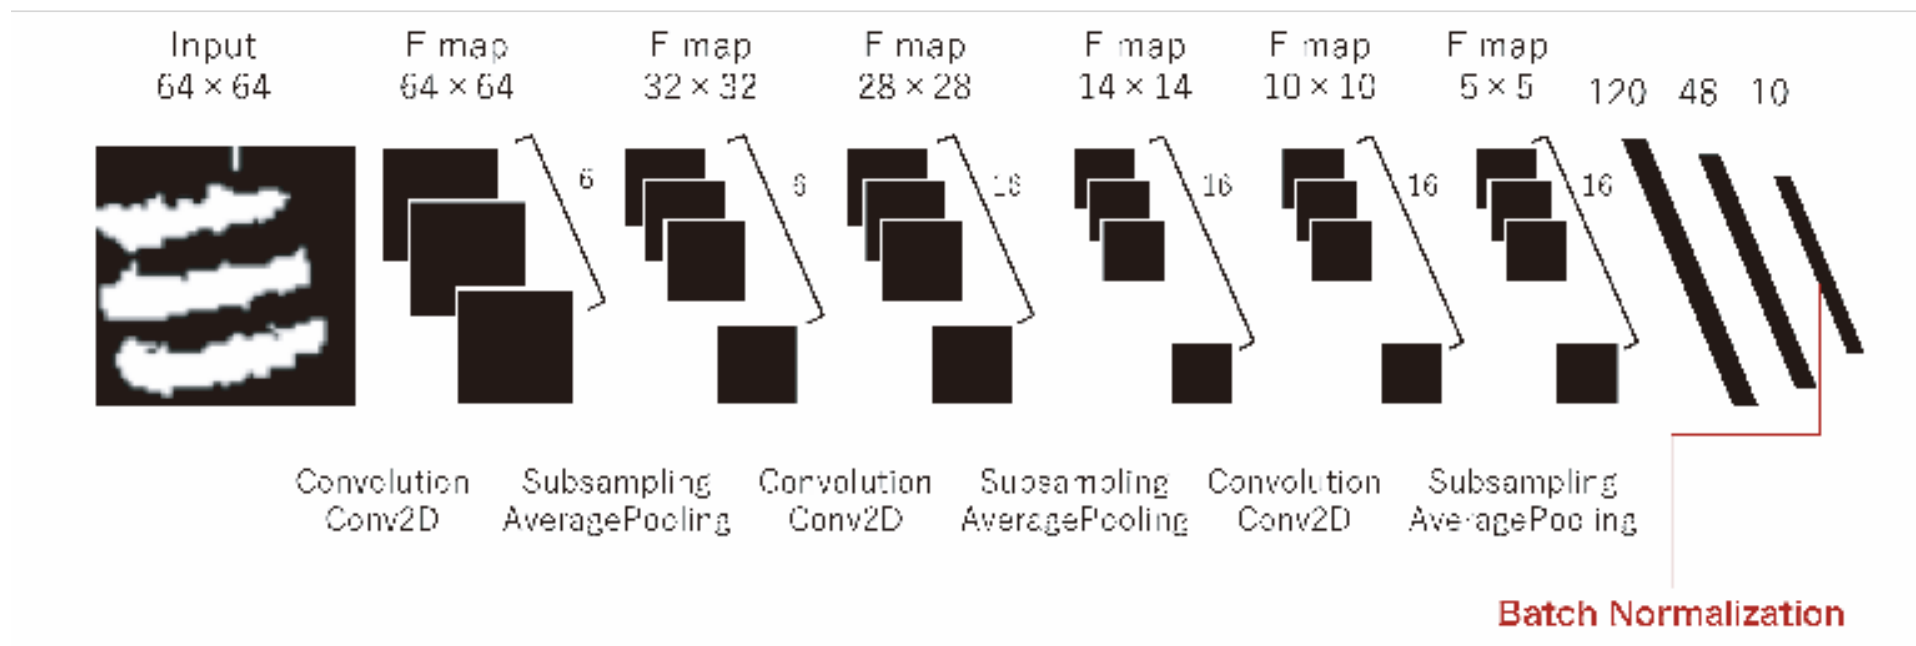 Input
64 × 64
F map
64 × 64
F map
32 × 32
F map
28 × 28
F map
14 × 14
F map
10 × 10
F map
5 × 5
120
48
10
6
6
16
16
16
16
Convolution
Conv2D
Subsampling
AveragePooling
Convolution
Conv2D
Subsampling
AveragePooling
Convolution
Conv2D
Subsampling
AveragePooling
Batch Normalization